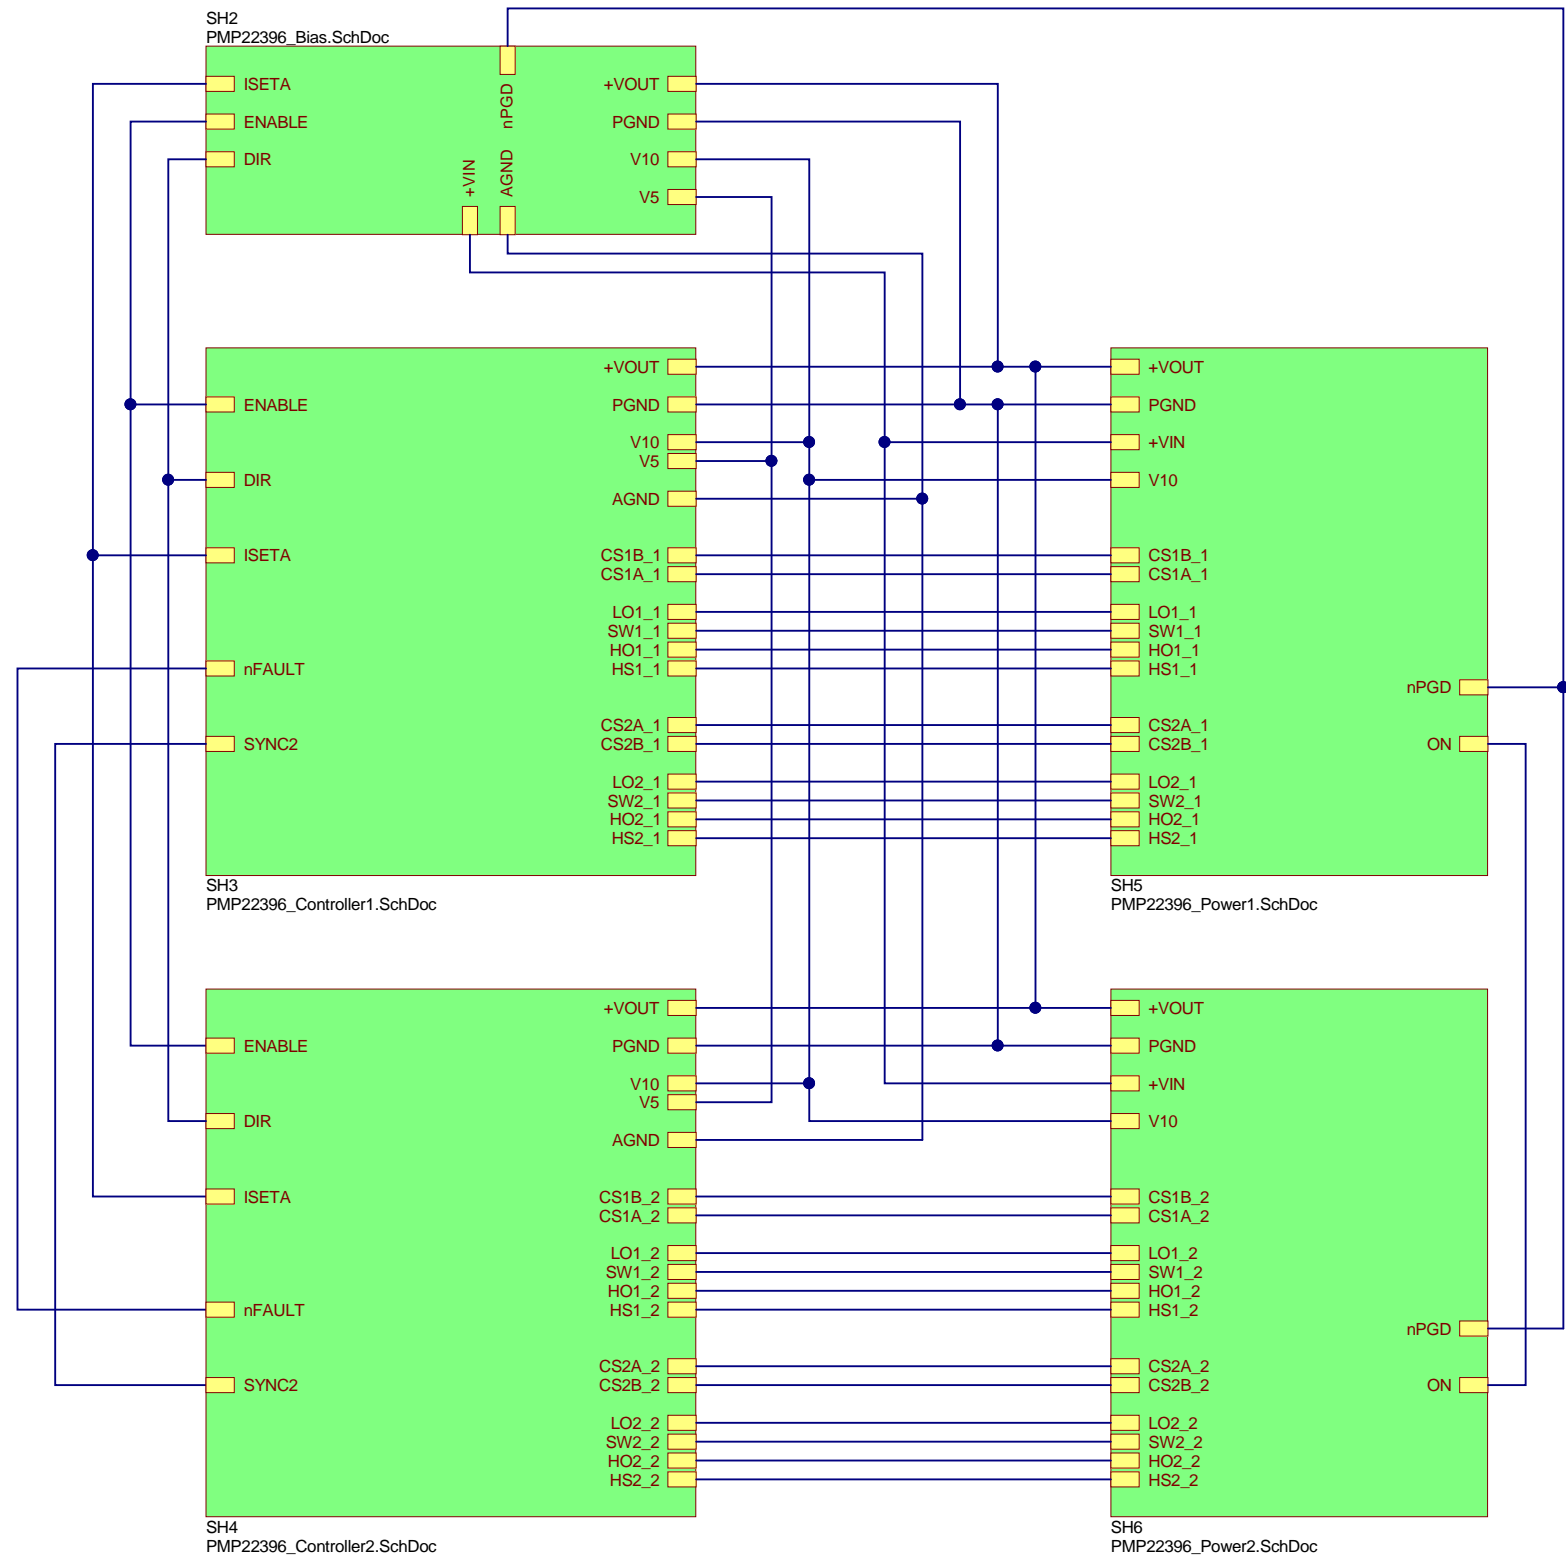 SH2
PMP22396_Bias.SchDoc
ISETA
ENABLE
DIR
nPGD
+VIN
AGND
+VOUT
PGND
V10
V5
ENABLE
DIR
ISETA
nFAULT
SYNC2
+VOUT
PGND
V10
V5
AGND
CS1B_1
CS1A_1
LO1_1
SW1_1
HO1_1
HS1_1
CS2A_1
CS2B_1
LO2_1
SW2_1
HO2_1
HS2_1
SH3
PMP22396_Controller1.SchDoc
+VOUT
PGND
+VIN
V10
CS1B_1
CS1A_1
LO1_1
SW1_1
HO1_1
HS1_1
CS2A_1
CS2B_1
LO2_1
SW2_1
HO2_1
HS2_1
nPGD
ON
SH5
PMP22396_Power1.SchDoc
ENABLE
DIR
ISETA
nFAULT
SYNC2
+VOUT
PGND
V10
V5
AGND
CS1B_2
CS1A_2
LO1_2
SW1_2
HO1_2
HS1_2
CS2A_2
CS2B_2
LO2_2
SW2_2
HO2_2
HS2_2
SH4
PMP22396_Controller2.SchDoc
+VOUT
PGND
+VIN
V10
CS1B_2
CS1A_2
LO1_2
SW1_2
HO1_2
HS1_2
CS2A_2
CS2B_2
LO2_2
SW2_2
HO2_2
HS2_2
nPGD
ON
SH6
PMP22396_Power2.SchDoc